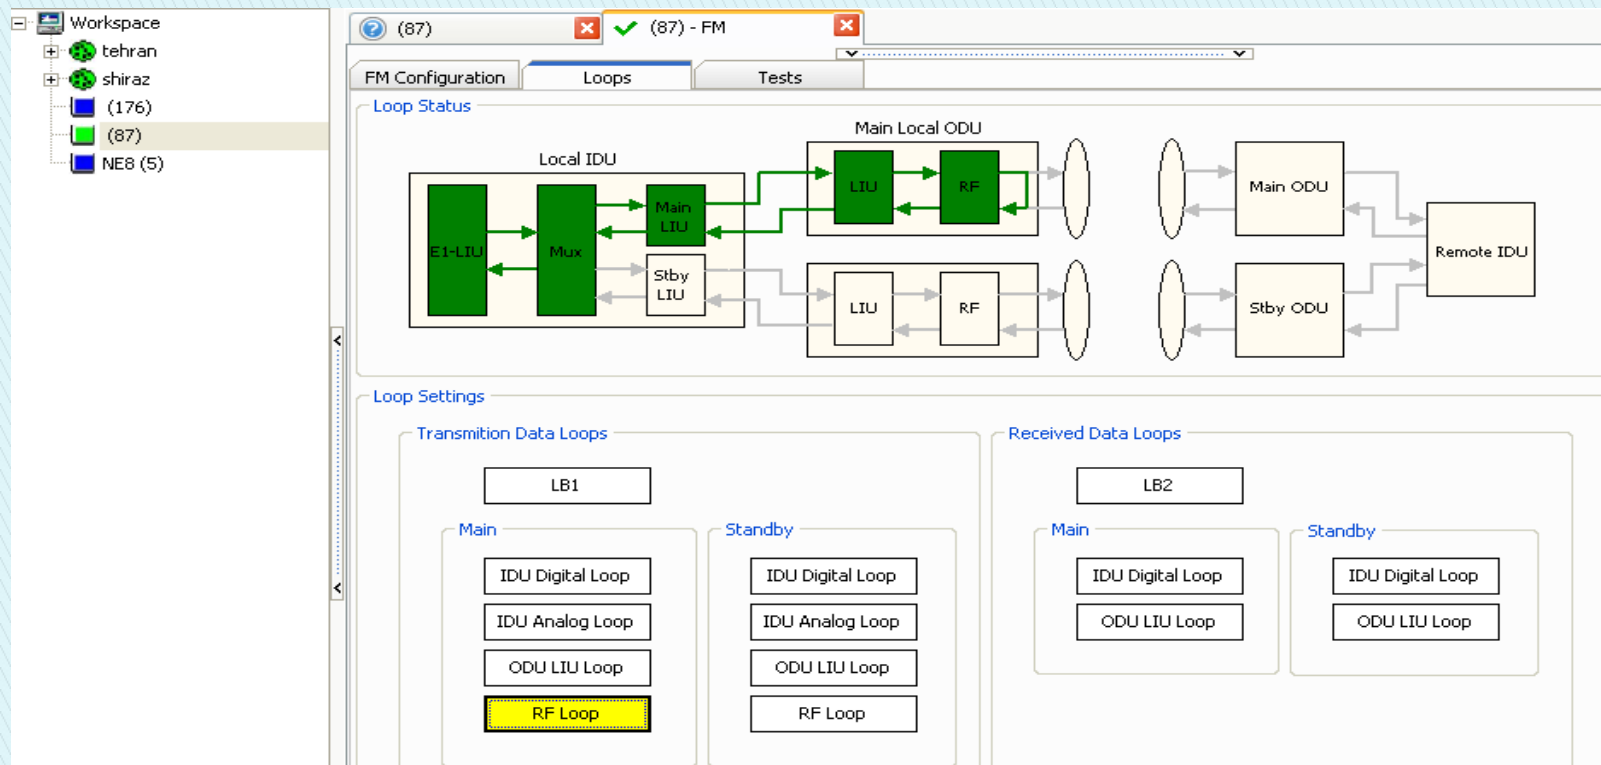 Workspace
tehran
shiraz
(176)
(87)
NE8 (5)
(87)
(87) - FM
FM Configuration
Loops
Tests
Loop Status
Main Local ODU
Local IDU
E1-LIU
Mux
Main
LIU
Stby
LIU
LIU
RF
LIU
RF
Main ODU
Stby ODU
Remote IDU
Loop Settings
Transmition Data Loops
LB1
Main
IDU Digital Loop
IDU Analog Loop
ODU LIU Loop
RF Loop
Standby
IDU Digital Loop
IDU Analog Loop
ODU LIU Loop
RF Loop
Received Data Loops
LB2
Main
IDU Digital Loop
ODU LIU Loop
Standby
IDU Digital Loop
ODU LIU Loop